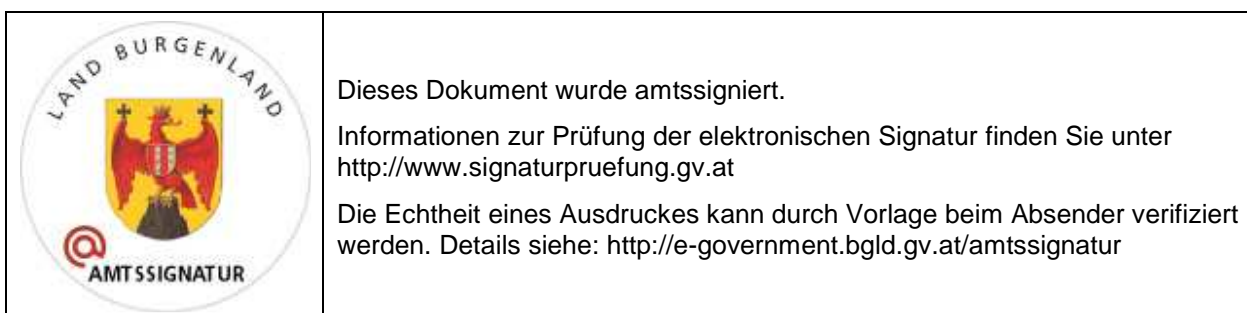 LAND BURGENLAND
AMTSSIGNATUR
Dieses Dokument wurde amtssigniert.
Informationen zur Prüfung der elektronischen Signatur finden Sie unter
http://www.signaturpruefung.gv.at
Die Echtheit eines Ausdruckes kann durch Vorlage beim Absender verifiziert
werden. Details siehe: http://e-government.bgld.gv.at/amtssignatur